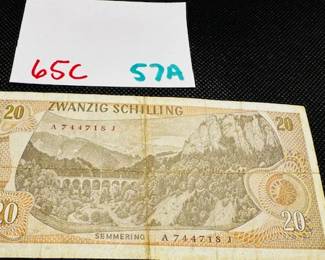 65C 57A
20 ZWANZIG SCHILLING 20
A 744718 J
20 SEMMERING A 744718 J 20